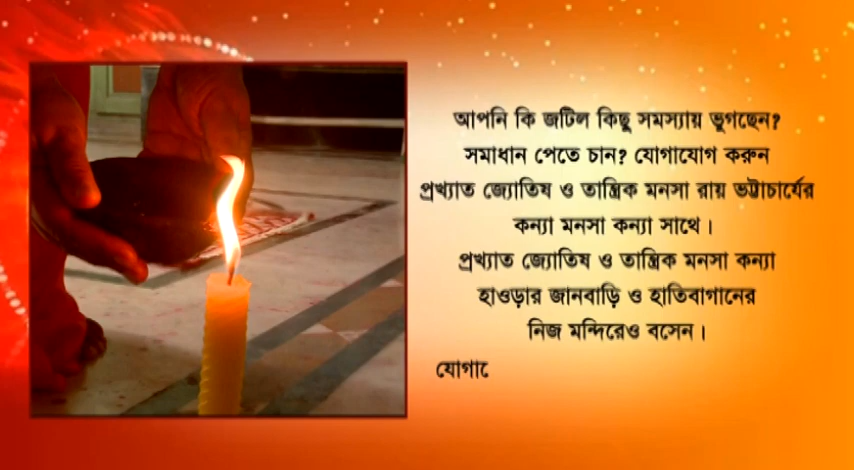 আপনি কি জটিল কিছু সমস্যায় ভুগছেন?
সমাধান পেতে চান? যোগাযোগ করুন
প্রখ্যাত জ্যোতিষ ও তান্ত্রিক মনসা রায় ভট্টাচার্যের
কন্যা মনসা কন্যা সাথে।
প্রখ্যাত জ্যোতিষ ও তান্ত্রিক মনসা কন্যা
হাওড়ার জানবাড়ি ও হাতিবাগানের
নিজ মন্দিরেও বসেন।
যোগাে